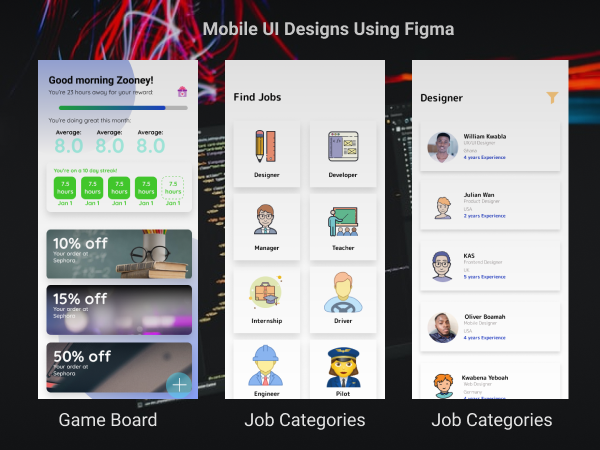 Mobile UI Designs Using Figma
Good morning Zooney!
You're 23 hours away for your reward:
You're doing great this month:
Average: Average: Average:
8.0 8.0 8.0
You're on a 10 day streak!
7.5 hours 7.5 hours 7.5 hours 7.5 hours 7.5 hours
Jan 1 Jan 1 Jan 1 Jan 1 Jan 1
10% off
Your order at
Sephora.
15% off
Your order at
Sephora.
50% off
Your order at
Sephora.
Game Board
Find Jobs
Designer Developer
Manager Teacher
Internship Driver
Engineer Pilot
Job Categories
Designer
William Kwabla
UX/UI Designer
Ghana
4 years Experience
Julian Wan
Product Designer
USA
2 years Experience
KAS
Frontend Designer
UK
5 years Experience
Oliver Boamah
Mobile Designer
USA
4 years Experience
Kwabena Yeboah
Web Designer
Germany
Job Categories